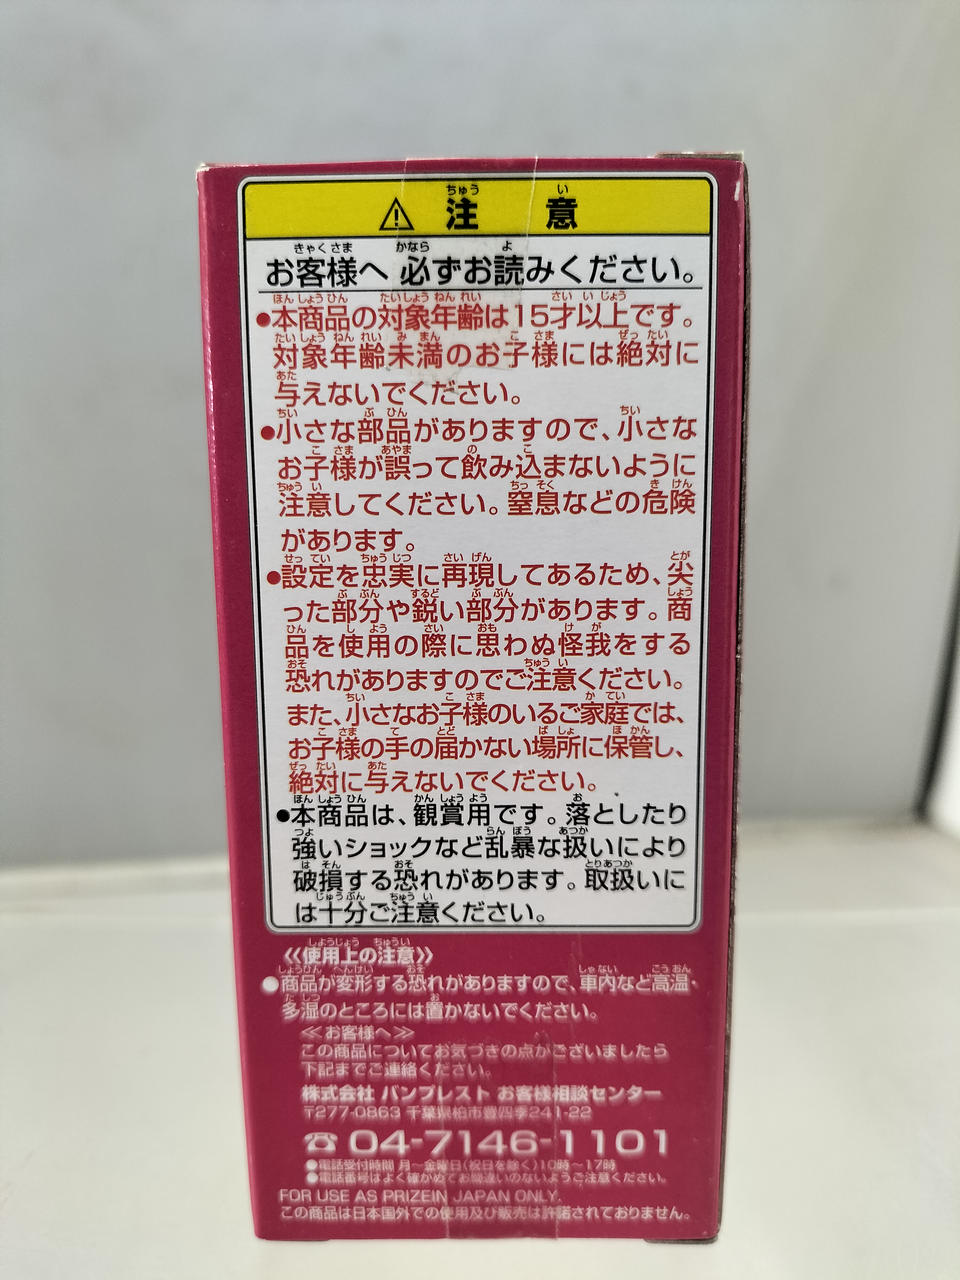 ⚠ 注意
お客様へ 必ずお読みください。
●本商品の対象年齢は15才以上です。
対象年齢未満のお子様には絶対に
与えないでください。
●小さな部品がありますので、小さな
お子様が誤って飲み込まないように
注意してください。窒息などの危険
があります。
●設定を忠実に再現してあるため、尖
った部分や鋭い部分があります。商
品を使用の際に思わぬ怪我をする
恐れがありますのでご注意ください。
また、小さなお子様のいるご家庭では、
お子様の手の届かない場所に保管し、
絶対に与えないでください。
●本商品は、観賞用です。落としたり
強いショックなど乱暴な扱いにより
破損する恐れがあります。取扱いに
は十分ご注意ください。
《使用上の注意》
●商品が変形する恐れがありますので、車内など高温・
多湿のところには置かないでください。
≪お客様へ≫
この商品についてお気づきの点がございましたら
下記までご連絡ください。
株式会社 バンプレスト お客様相談センター
〒277-0863 千葉県柏市豊四季241-22
☎04-7146-1101
●電話受付時間 月～金曜日(祝日を除く)10時～17時
●電話番号はよく確かめてお間違いのないようご注意ください。
FOR USE AS PRIZEIN JAPAN ONLY.
この商品は日本国外での使用及び販売は許諾されておりません。